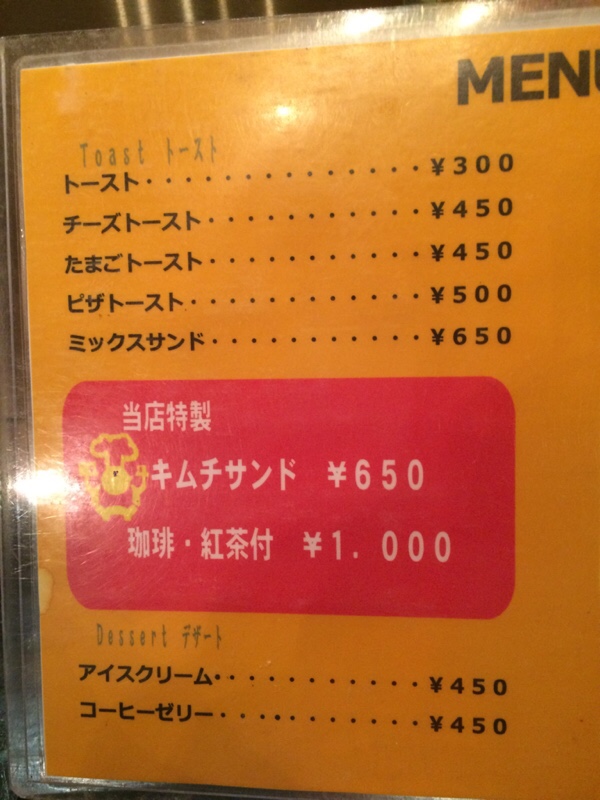 MENU
Toast トースト
トースト・・・・・・・・・・・・・・¥300
チーズトースト・・・・・・・・・・・¥450
たまごトースト・・・・・・・・・・・¥450
ピザトースト・・・・・・・・・・・・¥500
ミックスサンド・・・・・・・・・・・¥650
当店特製
キムチサンド ¥650
珈琲・紅茶付 ¥1.000
Dessert デザート
アイスクリーム・・・・・・・・・・・¥450
コーヒーゼリー・・・・・・・・・・・¥450